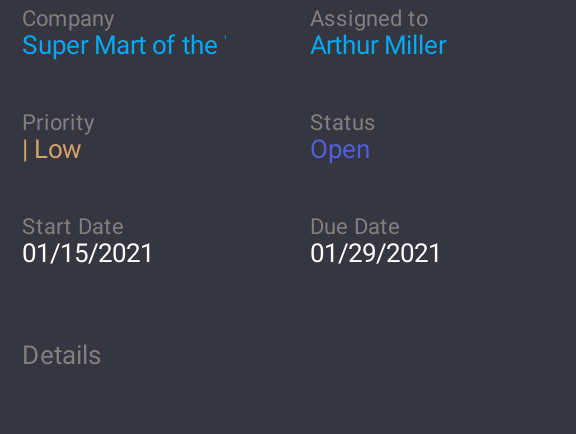 Company
Super Mart of the
Assigned to
Arthur Miller
Priority
| Low
Status
Open
Start Date
01/15/2021
Due Date
01/29/2021
Details